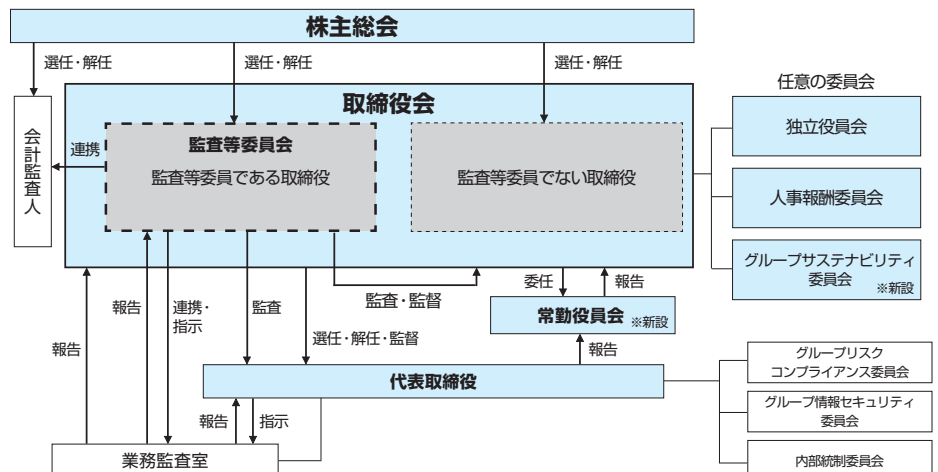 株主総会
選任・解任
選任・解任
選任・解任
取締役会
任意の委員会
会計監査人
連携
監査等委員会
監査等委員である取締役
監査等委員でない取締役
独立役員会
人事報酬委員会
グループサステナビリティ
委員会
※新設
報告
報告
連携・
指示
監査
選任・解任・監督
監査・監督
委任
報告
常勤役員会 ※新設
報告
代表取締役
グループリスク
コンプライアンス委員会
グループ情報セキュリティ
委員会
内部統制委員会
報告
指示
業務監査室